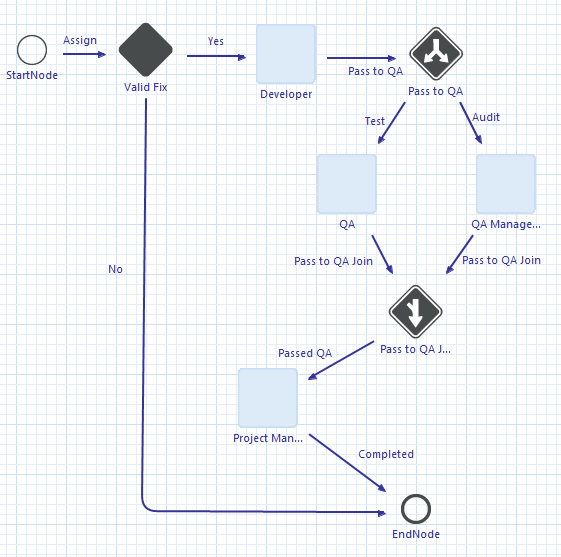 Assign
StartNode
Yes
Valid Fix
Developer
Pass to QA
Pass to QA
Test
Audit
QA
QA Manage...
Pass to QA Join
Pass to QA Join
No
Pass to QA J...
Passed QA
Project Man...
Completed
EndNode